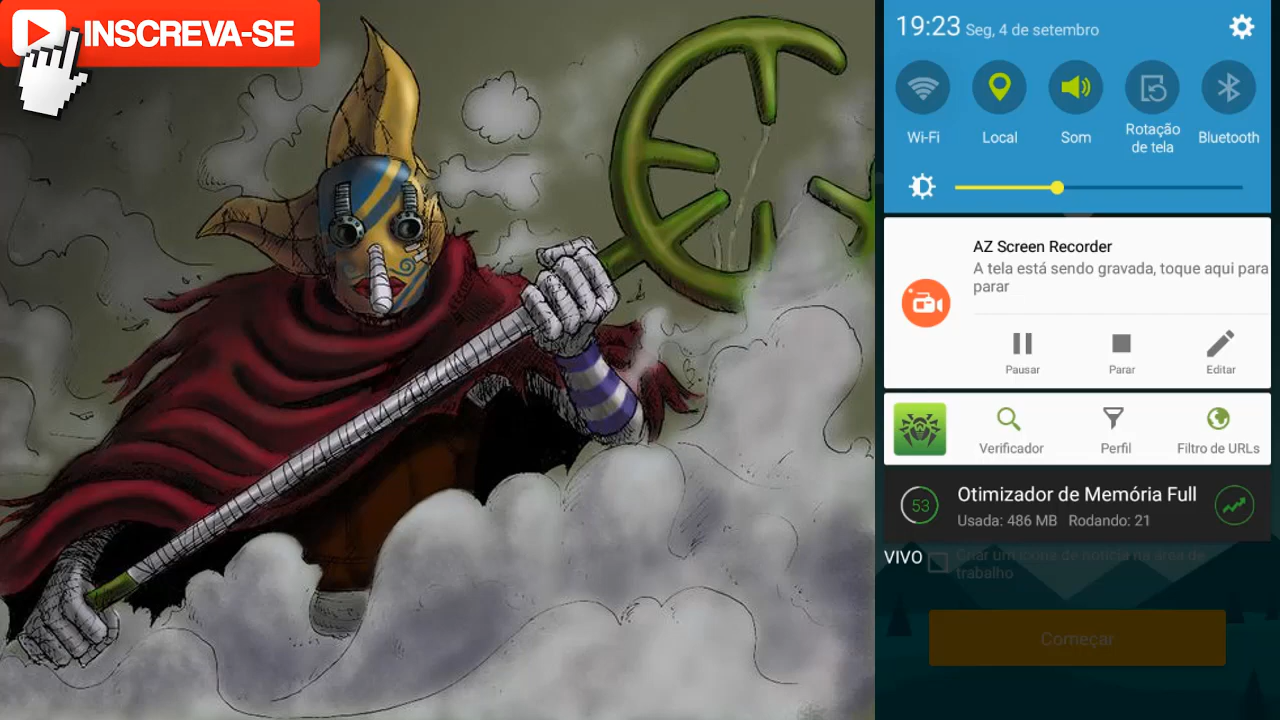 INSCREVA-SE
19:23 Seg, 4 de setembro
Wi-Fi
Local
Som
Rotação
de tela
Bluetooth
AZ Screen Recorder
A tela está sendo gravada, toque aqui para
parar
Pausar
Parar
Editar
Verificador
Perfil
Filtro de URLs
53
Otimizador de Memória Full
Usada: 486 MB Rodando: 21
VIVO
Criar um ícone de notícia na área de
trabalho
Começar